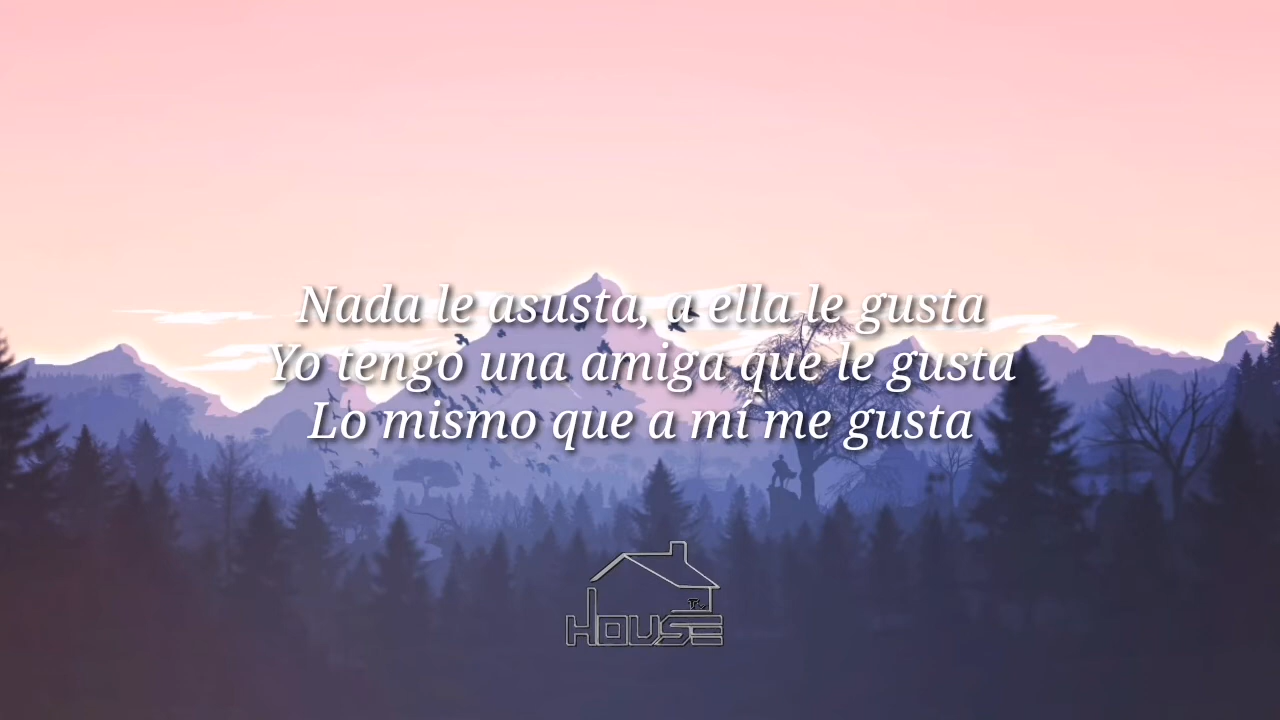 Nada le asusta, a ella le gusta
Yo tengo una amiga que le gusta
Lo mismo que a mí me gusta
TV
HOUSE